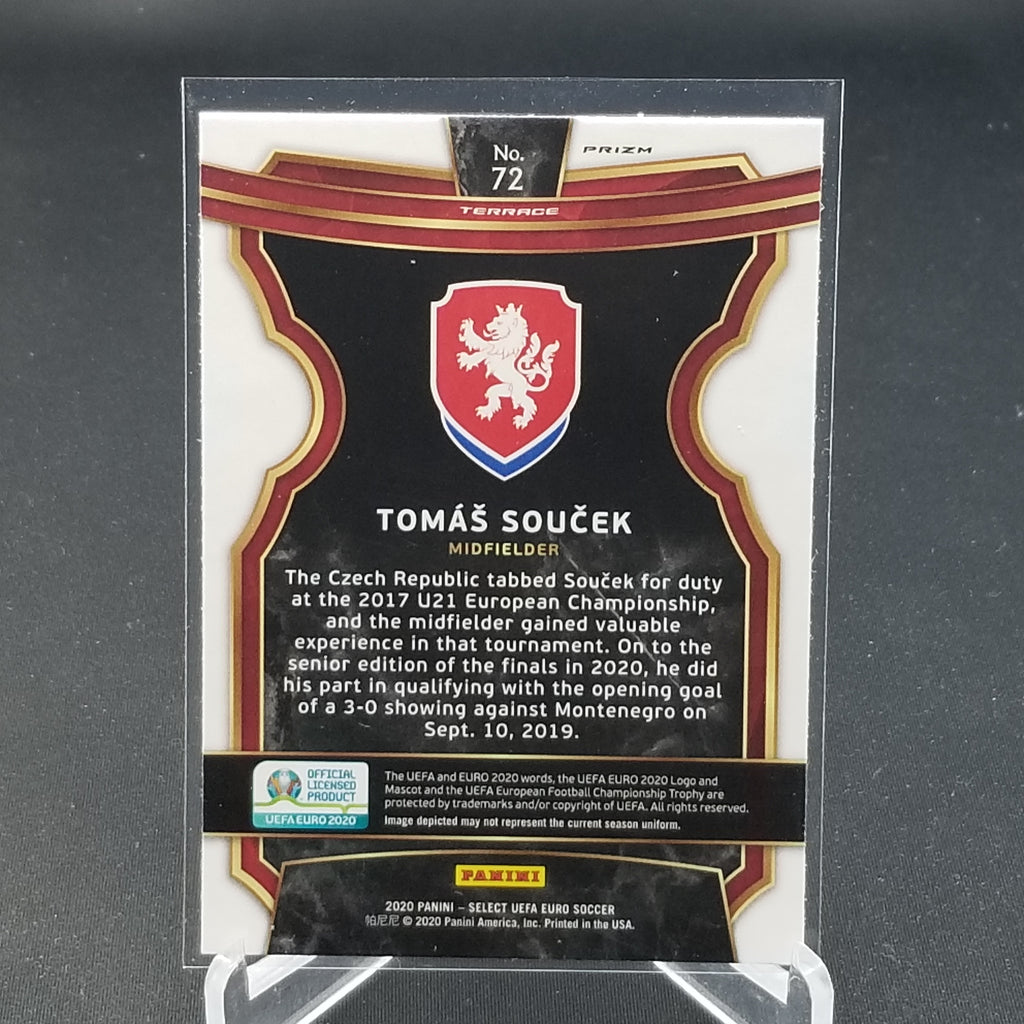 No.
72
PRIZM
TERRACE
TOMÁŠ SOUČEK
MIDFIELDER
The Czech Republic tabbed Souček for duty
at the 2017 U21 European Championship,
and the midfielder gained valuable
experience in that tournament. On to the
senior edition of the finals in 2020, he did
his part in qualifying with the opening goal
of a 3-0 showing against Montenegro on
Sept. 10, 2019.
OFFICIAL
LICENSED
PRODUCT
UEFA EURO 2020
The UEFA and EURO 2020 words, the UEFA EURO 2020 Logo and
Mascot and the UEFA European Football Championship Trophy are
protected by trademarks and/or copyright of UEFA. All rights reserved.
Image depicted may not represent the current season uniform.
PANINI
2020 PANINI – SELECT UEFA EURO SOCCER
帕尼尼 © 2020 Panini America, Inc. Printed in the USA.